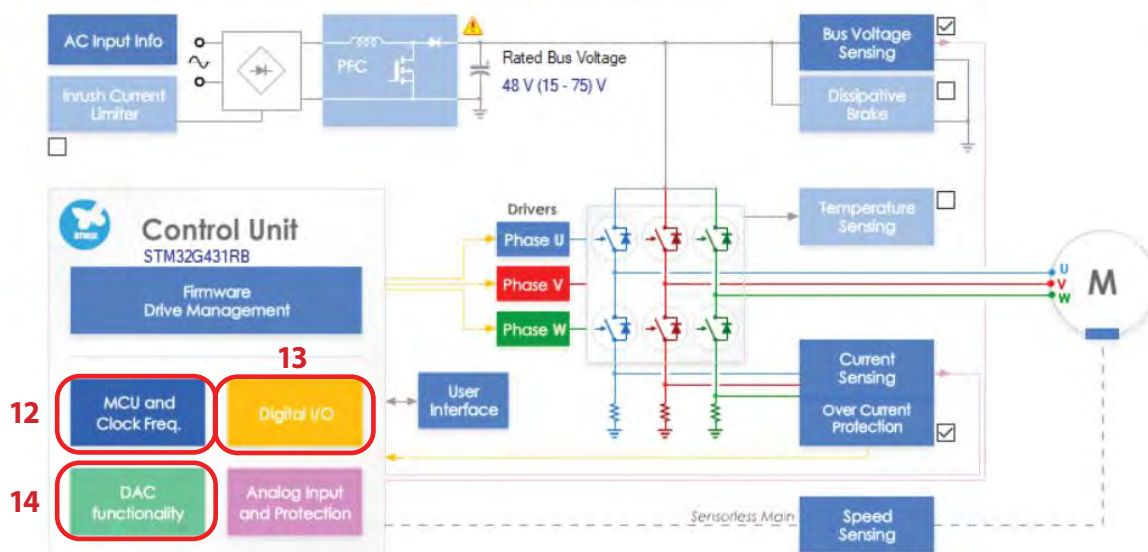 AC Input Info
Inrush Current
Limiter
PFC
Rated Bus Voltage
48 V (15 - 75) V
Bus Voltage
Sensing
Dissipative
Brake
Temperature
Sensing
STM32
Control Unit
STM32G431RB
Firmware
Drive Management
Drivers
Phase U
Phase V
Phase W
U
V
W
M
13
12
MCU and
Clock Freq.
Digital I/O
User
Interface
Current
Sensing
Over Current
Protection
14
DAC
functionality
Analog Input
and Protection
Sensorless Main
Speed
Sensing